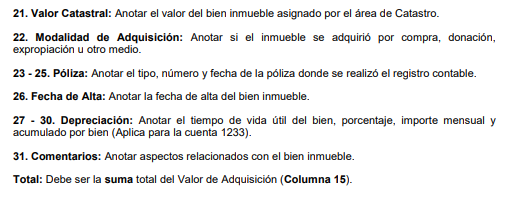 21. Valor Catastral: Anotar el valor del bien inmueble asignado por el área de Catastro.
22. Modalidad de Adquisición: Anotar si el inmueble se adquirió por compra, donación,
expropiación u otro medio.
23 - 25. Póliza: Anotar el tipo, número y fecha de la póliza donde se realizó el registro contable.
26. Fecha de Alta: Anotar la fecha de alta del bien inmueble.
27 - 30. Depreciación: Anotar el tiempo de vida útil del bien, porcentaje, importe mensual y
acumulado por bien (Aplica para la cuenta 1233).
31. Comentarios: Anotar aspectos relacionados con el bien inmueble.
Total: Debe ser la suma total del Valor de Adquisición (Columna 15).